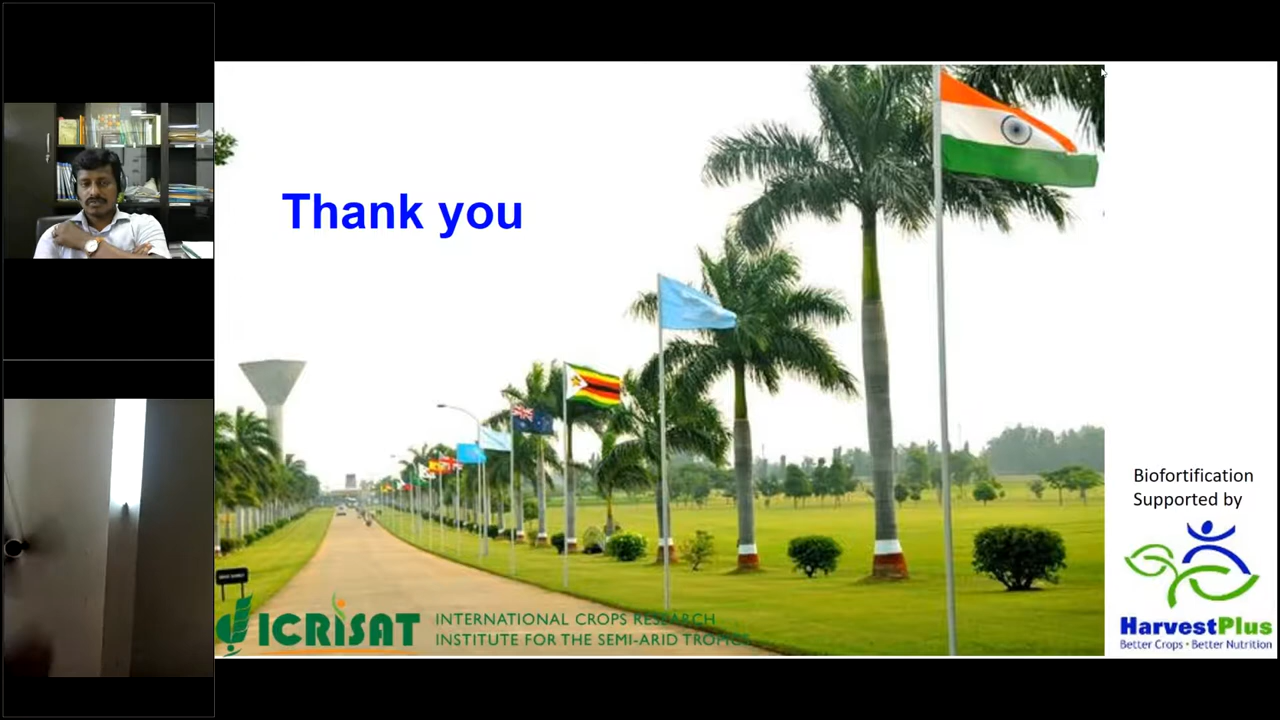 Thank you
Biofortification
Supported by
HarvestPlus
Better Crops • Better Nutrition
ICRISAT
INTERNATIONAL CROPS RESEARCH
INSTITUTE FOR THE SEMI-ARID TROPICS